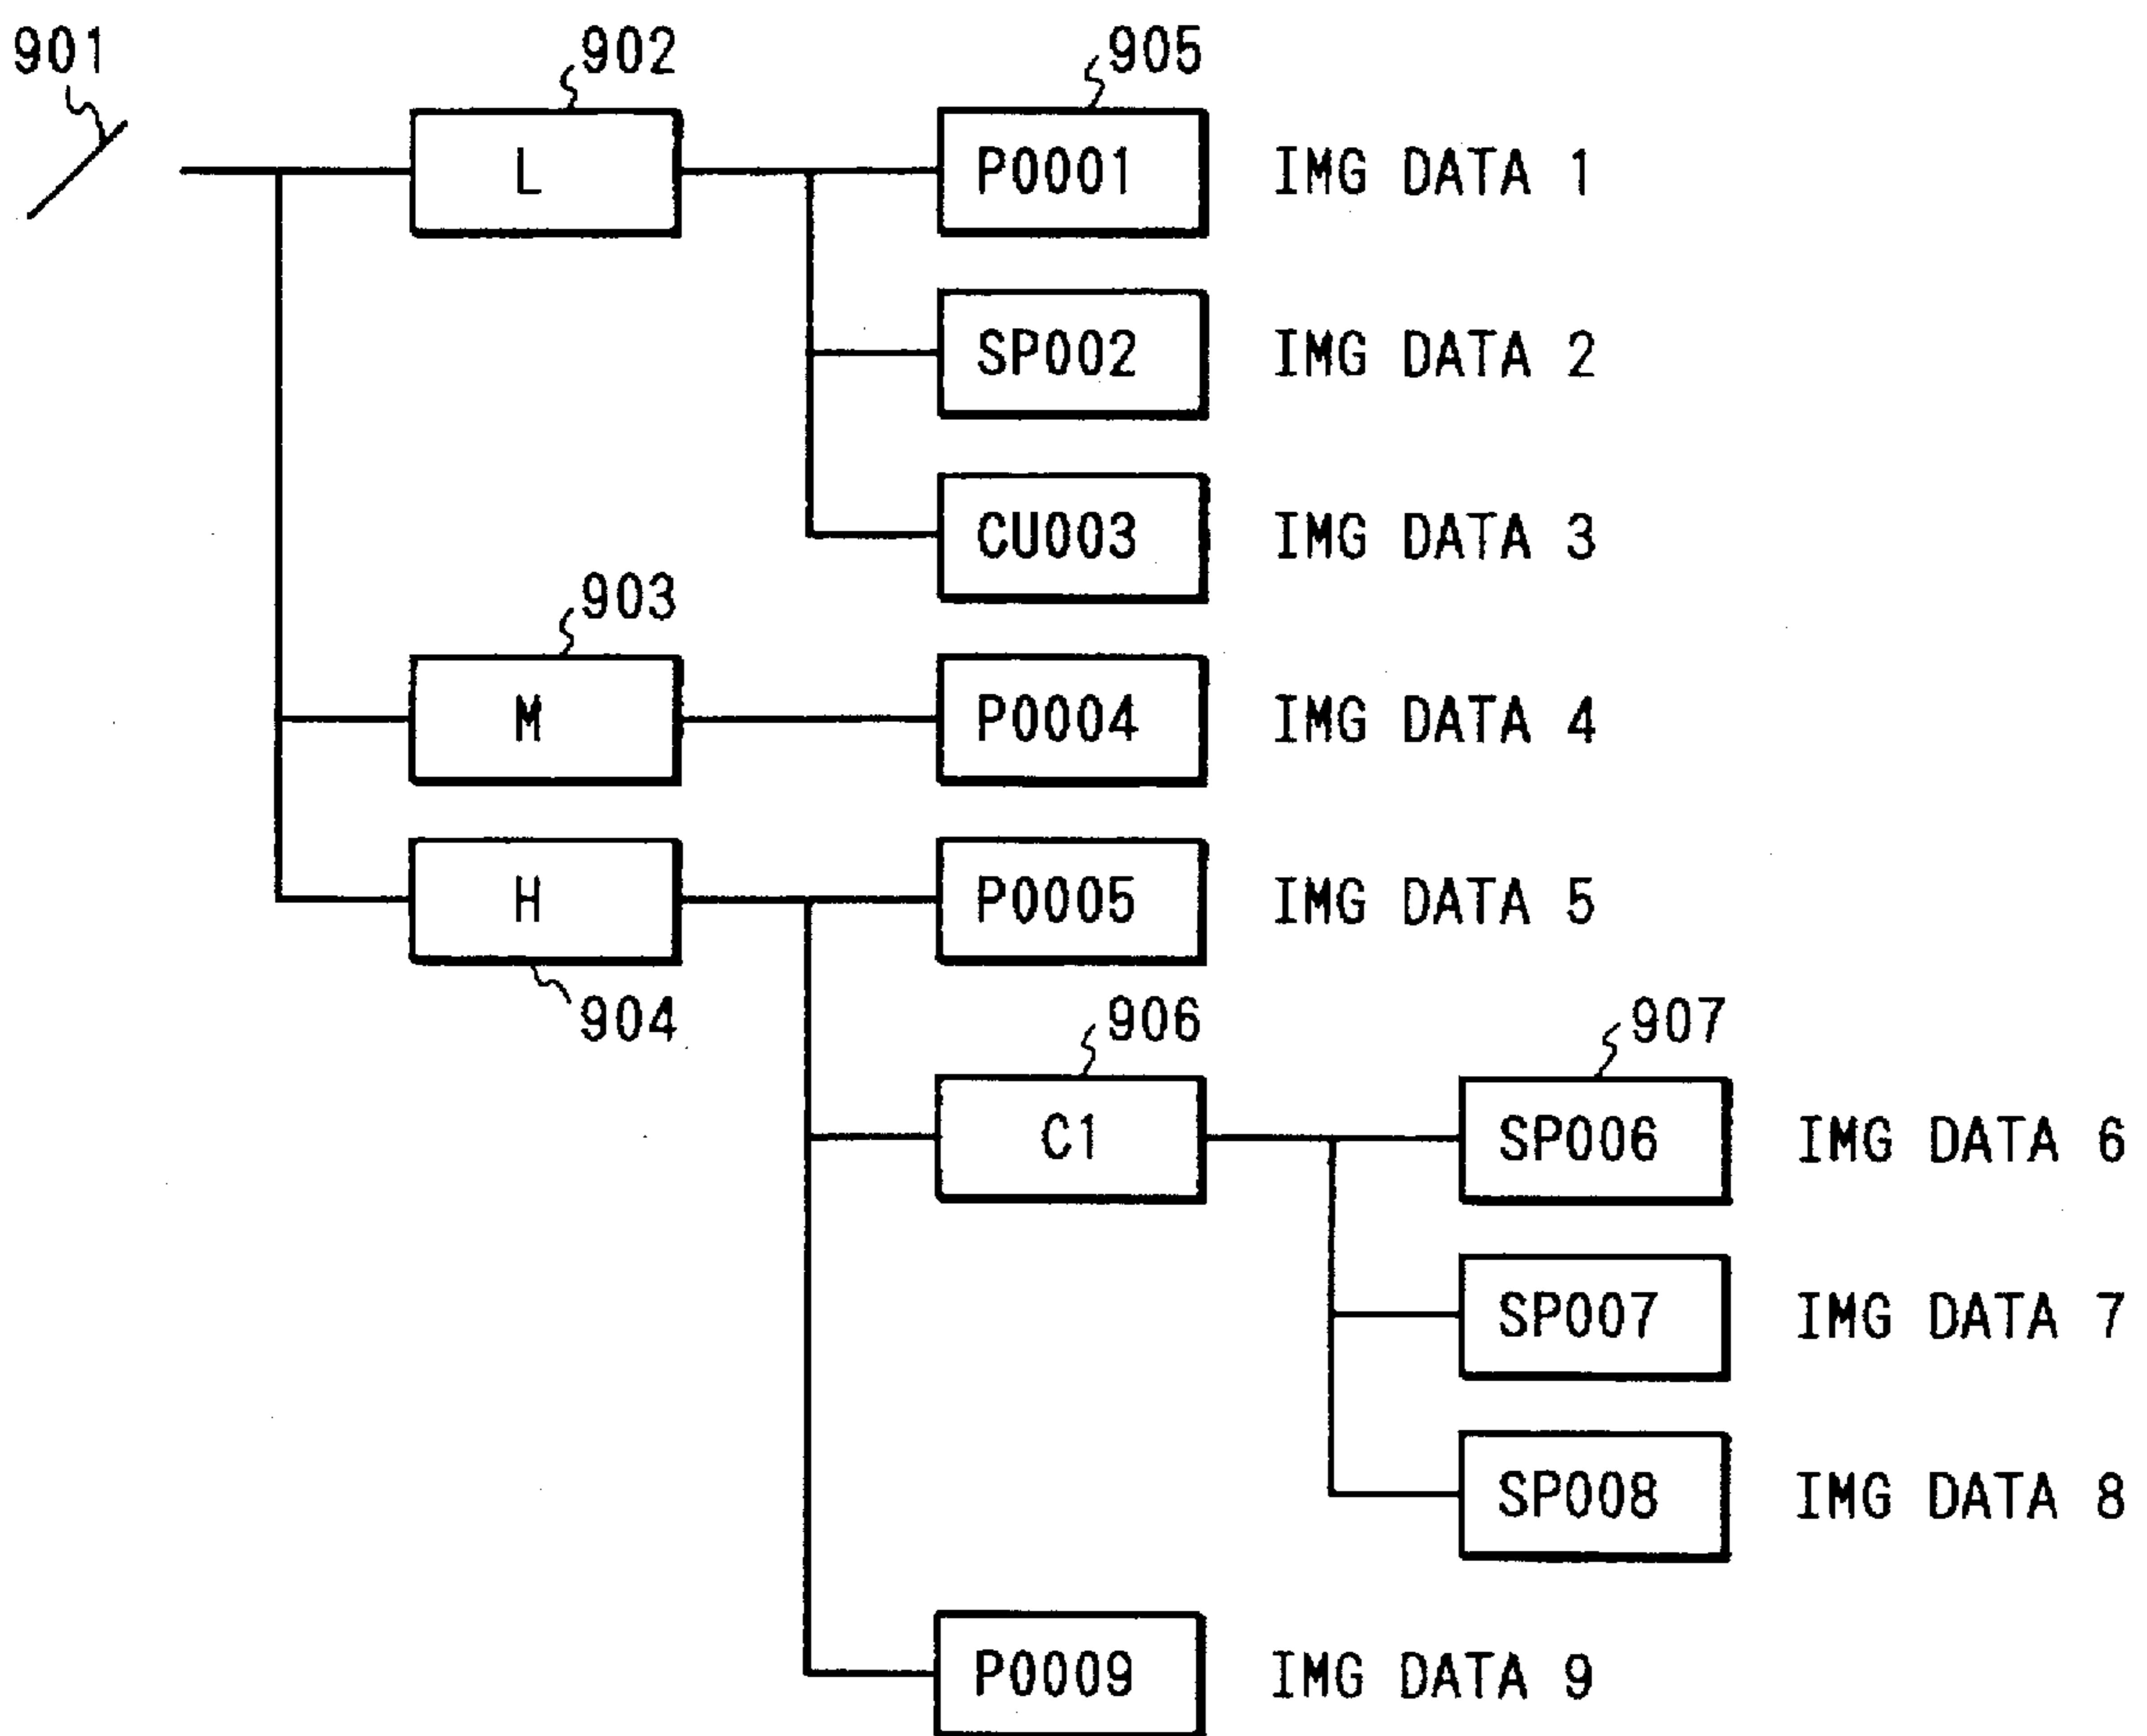 901
902
905
L
P0001 IMG DATA 1
SP002 IMG DATA 2
CU003 IMG DATA 3
903
M
P0004 IMG DATA 4
H
P0005 IMG DATA 5
904
906
907
C1
SP006 IMG DATA 6
SP007 IMG DATA 7
SP008 IMG DATA 8
P0009 IMG DATA 9